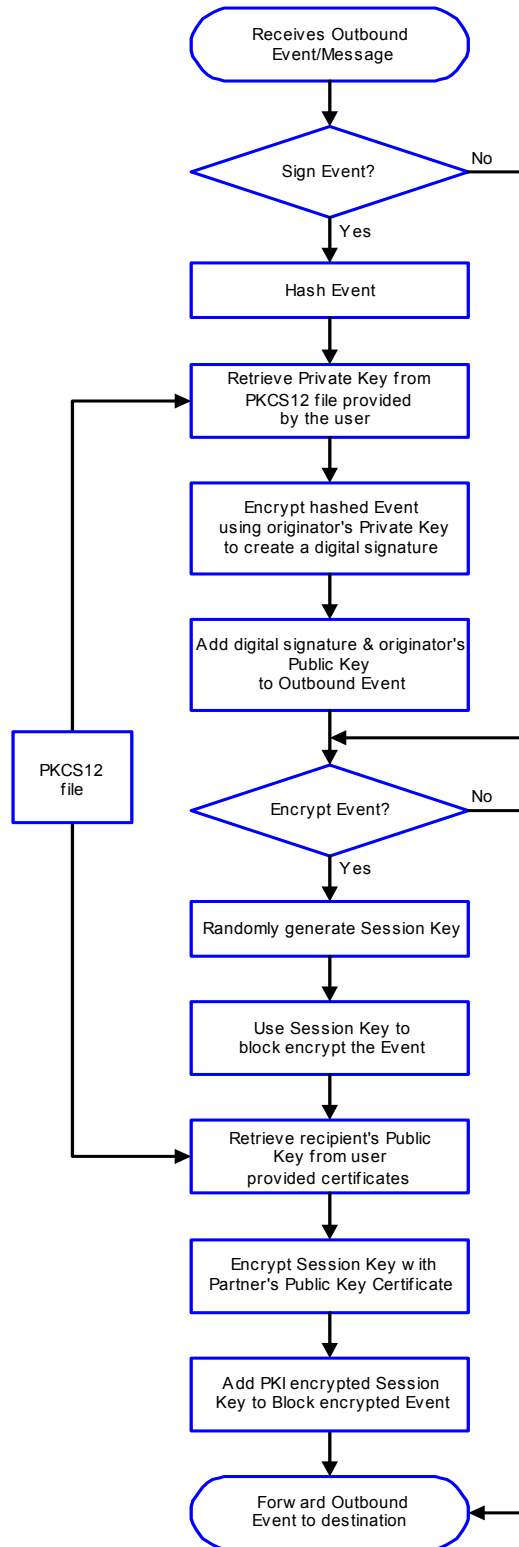 Receives Outbound
Event/Message
Sign Event?
No
Yes
Hash Event
Retrieve Private Key from
PKCS12 file provided
by the user
Encrypt hashed Event
using originator's Private Key
to create a digital signature
Add digital signature & originator's
Public Key
to Outbound Event
PKCS12
file
Encrypt Event?
No
Yes
Randomly generate Session Key
Use Session Key to
block encrypt the Event
Retrieve recipient's Public
Key from user
provided certificates
Encrypt Session Key with
Partner's Public Key Certificate
Add PKI encrypted Session
Key to Block encrypted Event
Forward Outbound
Event to destination